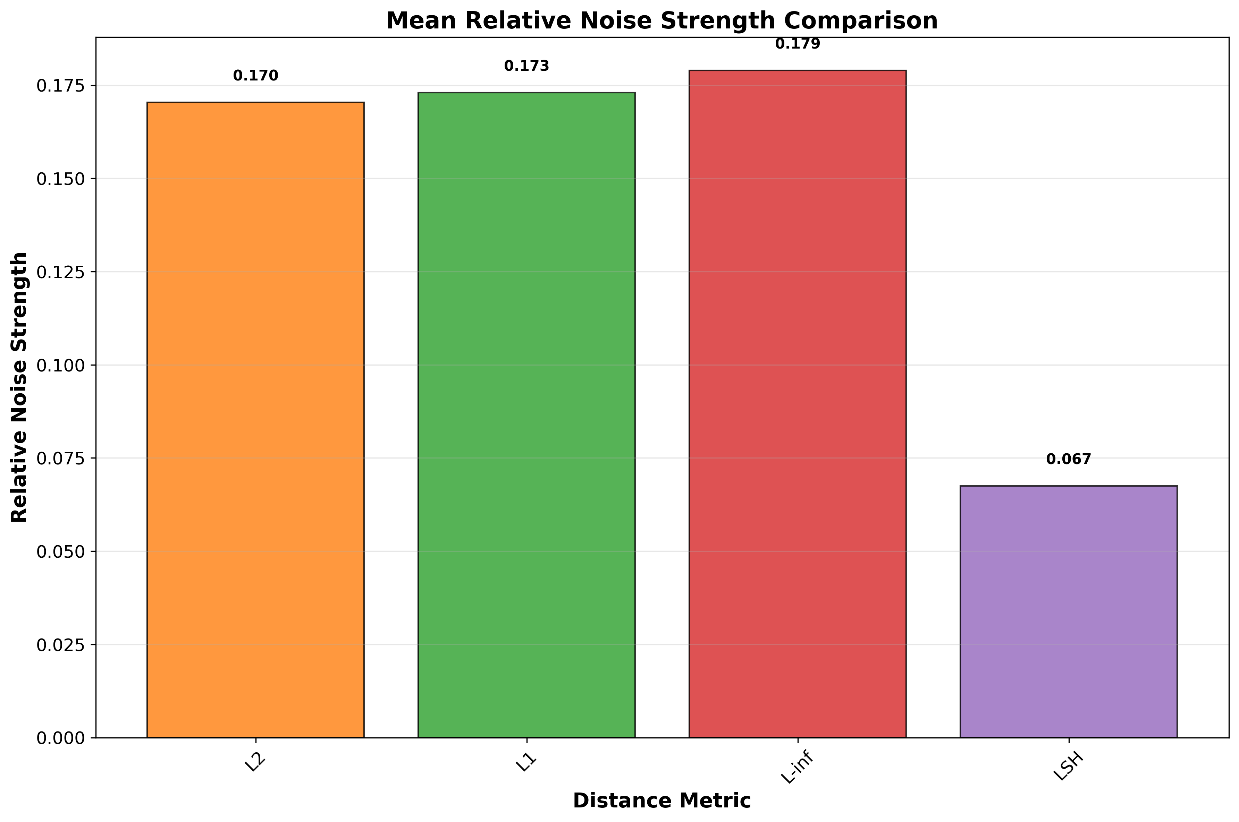 Mean Relative Noise Strength Comparison
Relative Noise Strength
0.175
0.150
0.125
0.100
0.075
0.050
0.025
0.000
0.170
0.173
0.179
0.067
L2
L1
L-inf
LSH
Distance Metric